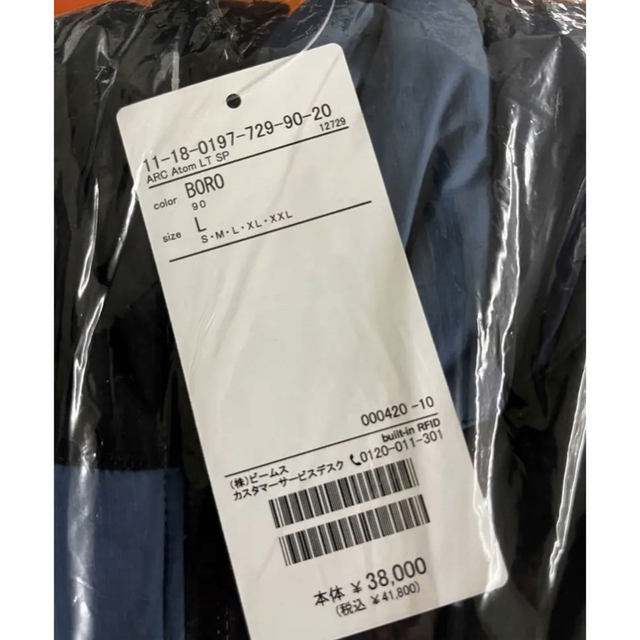 11-18-0197-729-90-20
ARC Atom LT SP 12729
color BORO
90
size L
S・M・L・XL・XXL
000420 -10
built-in RFID
(株)ビームス
カスタマーサービスデスク 0120-011-301
本体 ¥38,000
(税込 ¥41,800)